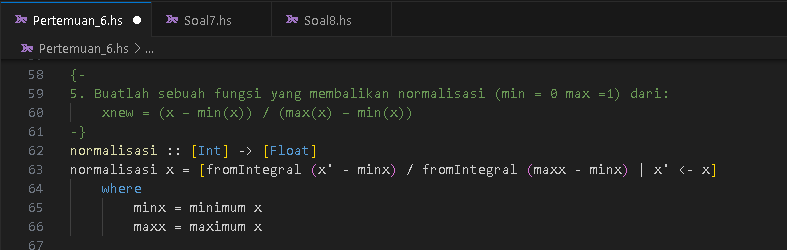 Pertemuan_6.hs Soal7.hs Soal8.hs
Pertemuan_6.hs > ...
58 {-
59 5. Buatlah sebuah fungsi yang membalikan normalisasi (min = 0 max =1) dari:
60 xnew = (x - min(x)) / (max(x) - min(x))
61 -}
62 normalisasi :: [Int] -> [Float]
63 normalisasi x = [fromIntegral (x' - minx) / fromIntegral (maxx - minx) | x' <- x]
64 where
65 minx = minimum x
66 maxx = maximum x
67